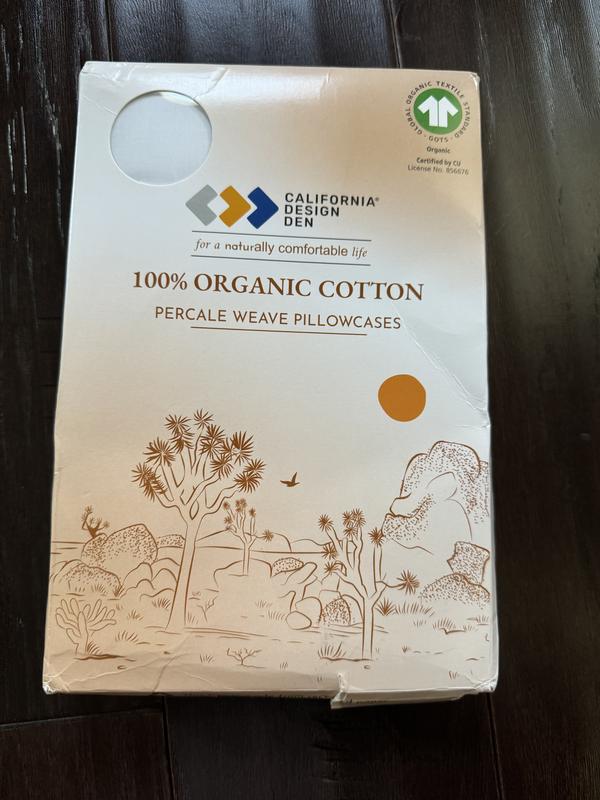 GLOBAL ORGANIC TEXTILE STANDARD
· GOTS ·
Organic
Certified by CU
License No. 856676
CALIFORNIA®
DESIGN
DEN
for a naturally comfortable life
100% ORGANIC COTTON
PERCALE WEAVE PILLOWCASES